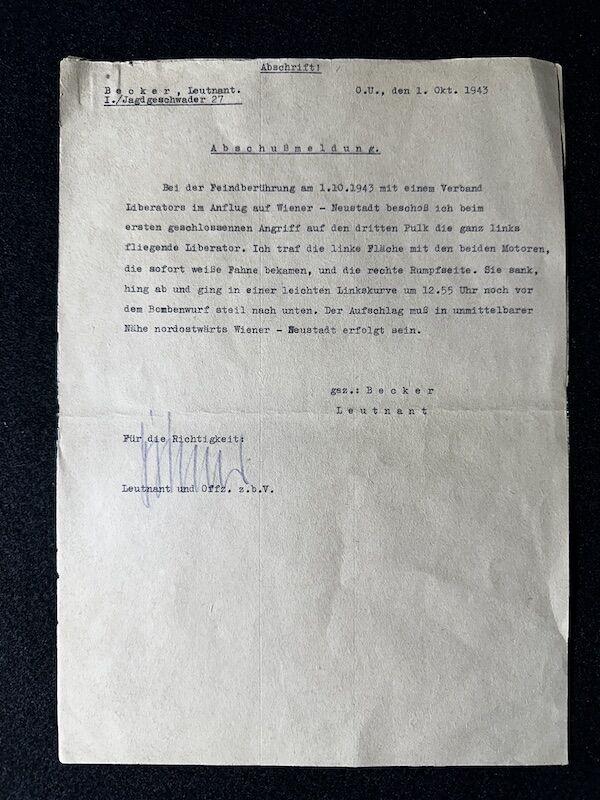 Abschrift!
B e c k e r , Leutnant.
I./Jagdgeschwader 27
O.U., den 1. Okt. 1943
A b s c h u ß m e l d u n g .
Bei der Feindberührung am 1.10.1943 mit einem Verband
Liberators im Anflug auf Wiener - Neustadt beschoß ich beim
ersten geschlossennen Angriff auf den dritten Pulk die ganz links
fliegende Liberator. Ich traf die linke Fläche mit den beiden Motoren,
die sofort weiße Fahne bekamen, und die rechte Rumpfseite. Sie sank,
hing ab und ging in einer leichten Linkskurve um 12.55 Uhr noch vor
dem Bombenwurf steil nach unten. Der Aufschlag muß in unmittelbarer
Nähe nordostwärts Wiener - Neustadt erfolgt sein.
gez.: B e c k e r
L e u t n a n t
Für die Richtigkeit:
Leutnant und Offz. z.b.V.